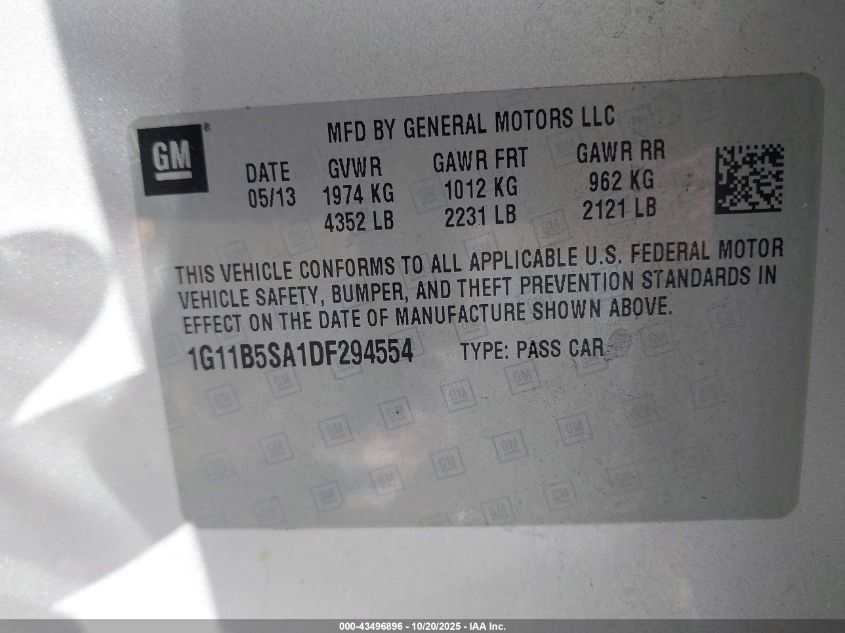 GM®
MFD BY GENERAL MOTORS LLC
DATE GVWR GAWR FRT GAWR RR
05/13 1974 KG 1012 KG 962 KG
4352 LB 2231 LB 2121 LB
THIS VEHICLE CONFORMS TO ALL APPLICABLE U.S. FEDERAL MOTOR
VEHICLE SAFETY, BUMPER, AND THEFT PREVENTION STANDARDS IN
EFFECT ON THE DATE OF MANUFACTURE SHOWN ABOVE.
1G11B5SA1DF294554 TYPE: PASS CAR
000-43496896 - 10/20/2025 - IAA Inc.